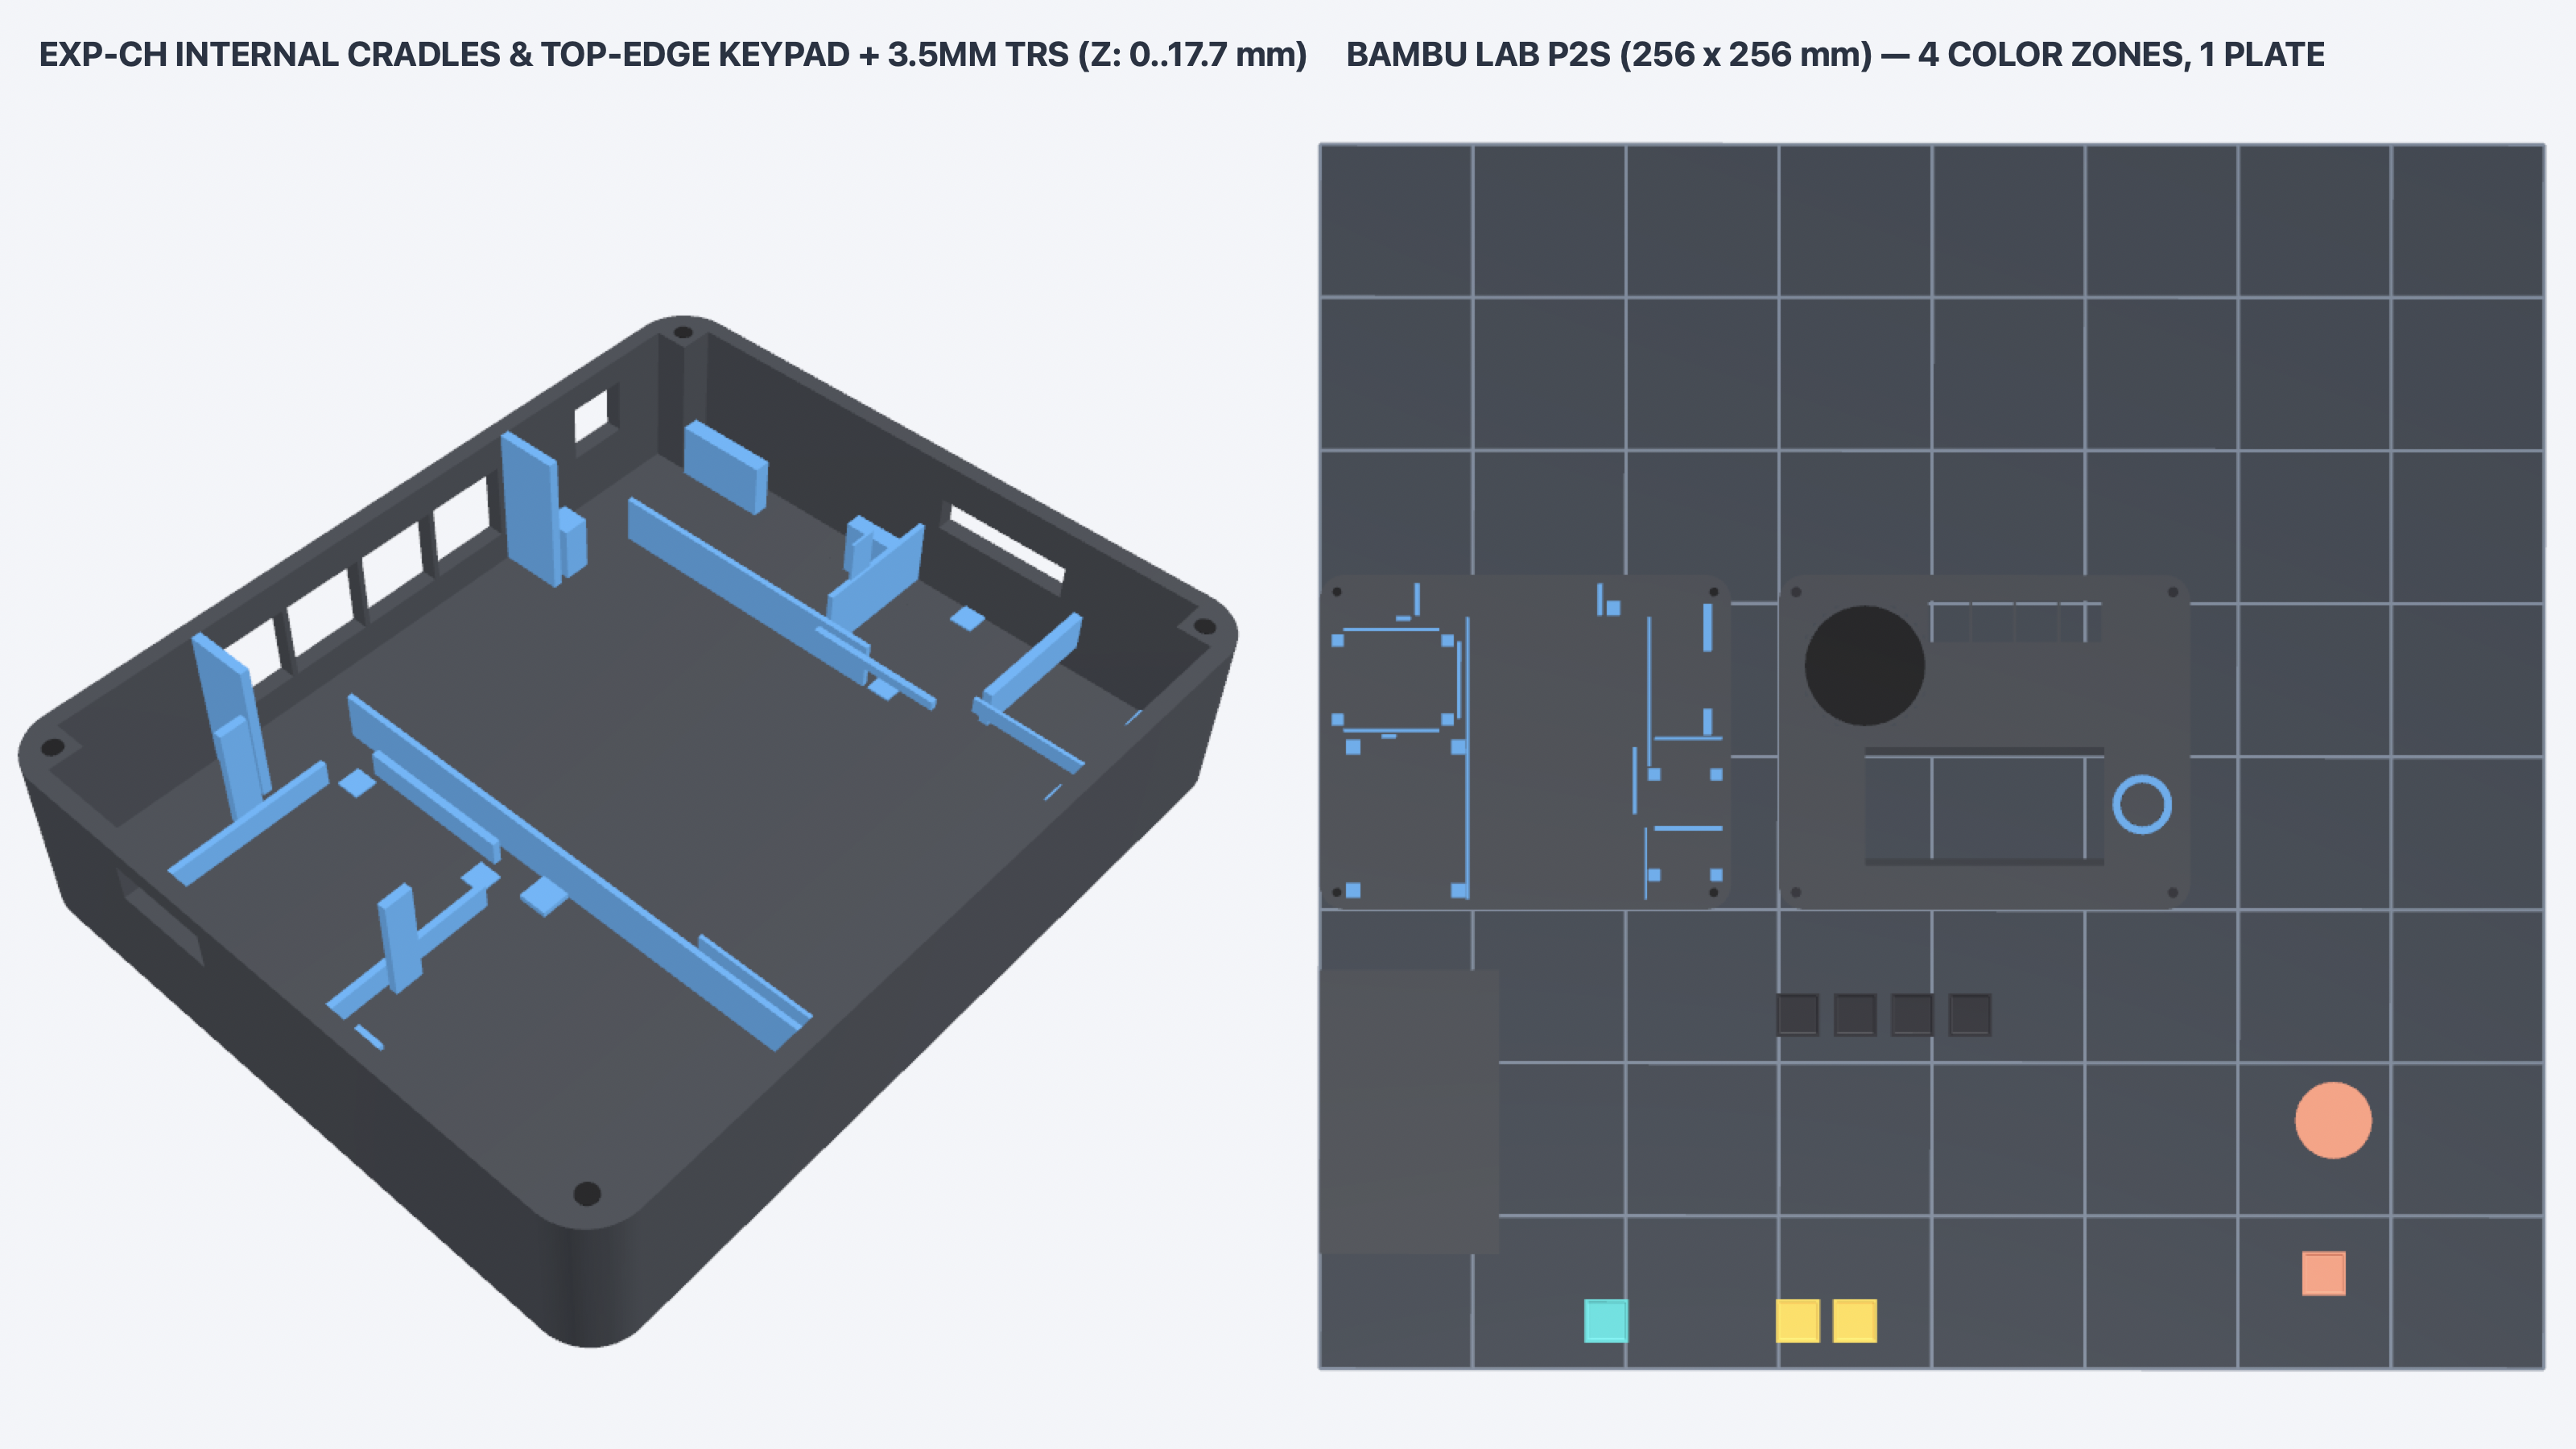 EXP-CH INTERNAL CRADLES & TOP-EDGE KEYPAD + 3.5MM TRS (Z: 0..17.7 mm)
BAMBU LAB P2S (256 x 256 mm) — 4 COLOR ZONES, 1 PLATE